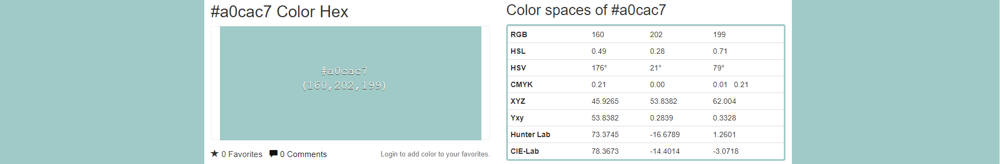 #a0cac7 Color Hex
#a0cac7
(160,202,199)
0 Favorites 0 Comments Login to add color to your favorites.
Color spaces of #a0cac7
RGB 160 202 199
HSL 0.49 0.28 0.71
HSV 176° 21° 79°
CMYK 0.21 0.00 0.01 0.21
XYZ 45.9265 53.8382 62.004
Yxy 53.8382 0.2839 0.3328
Hunter Lab 73.3745 -16.6789 1.2601
CIE-Lab 78.3673 -14.4014 -3.0718